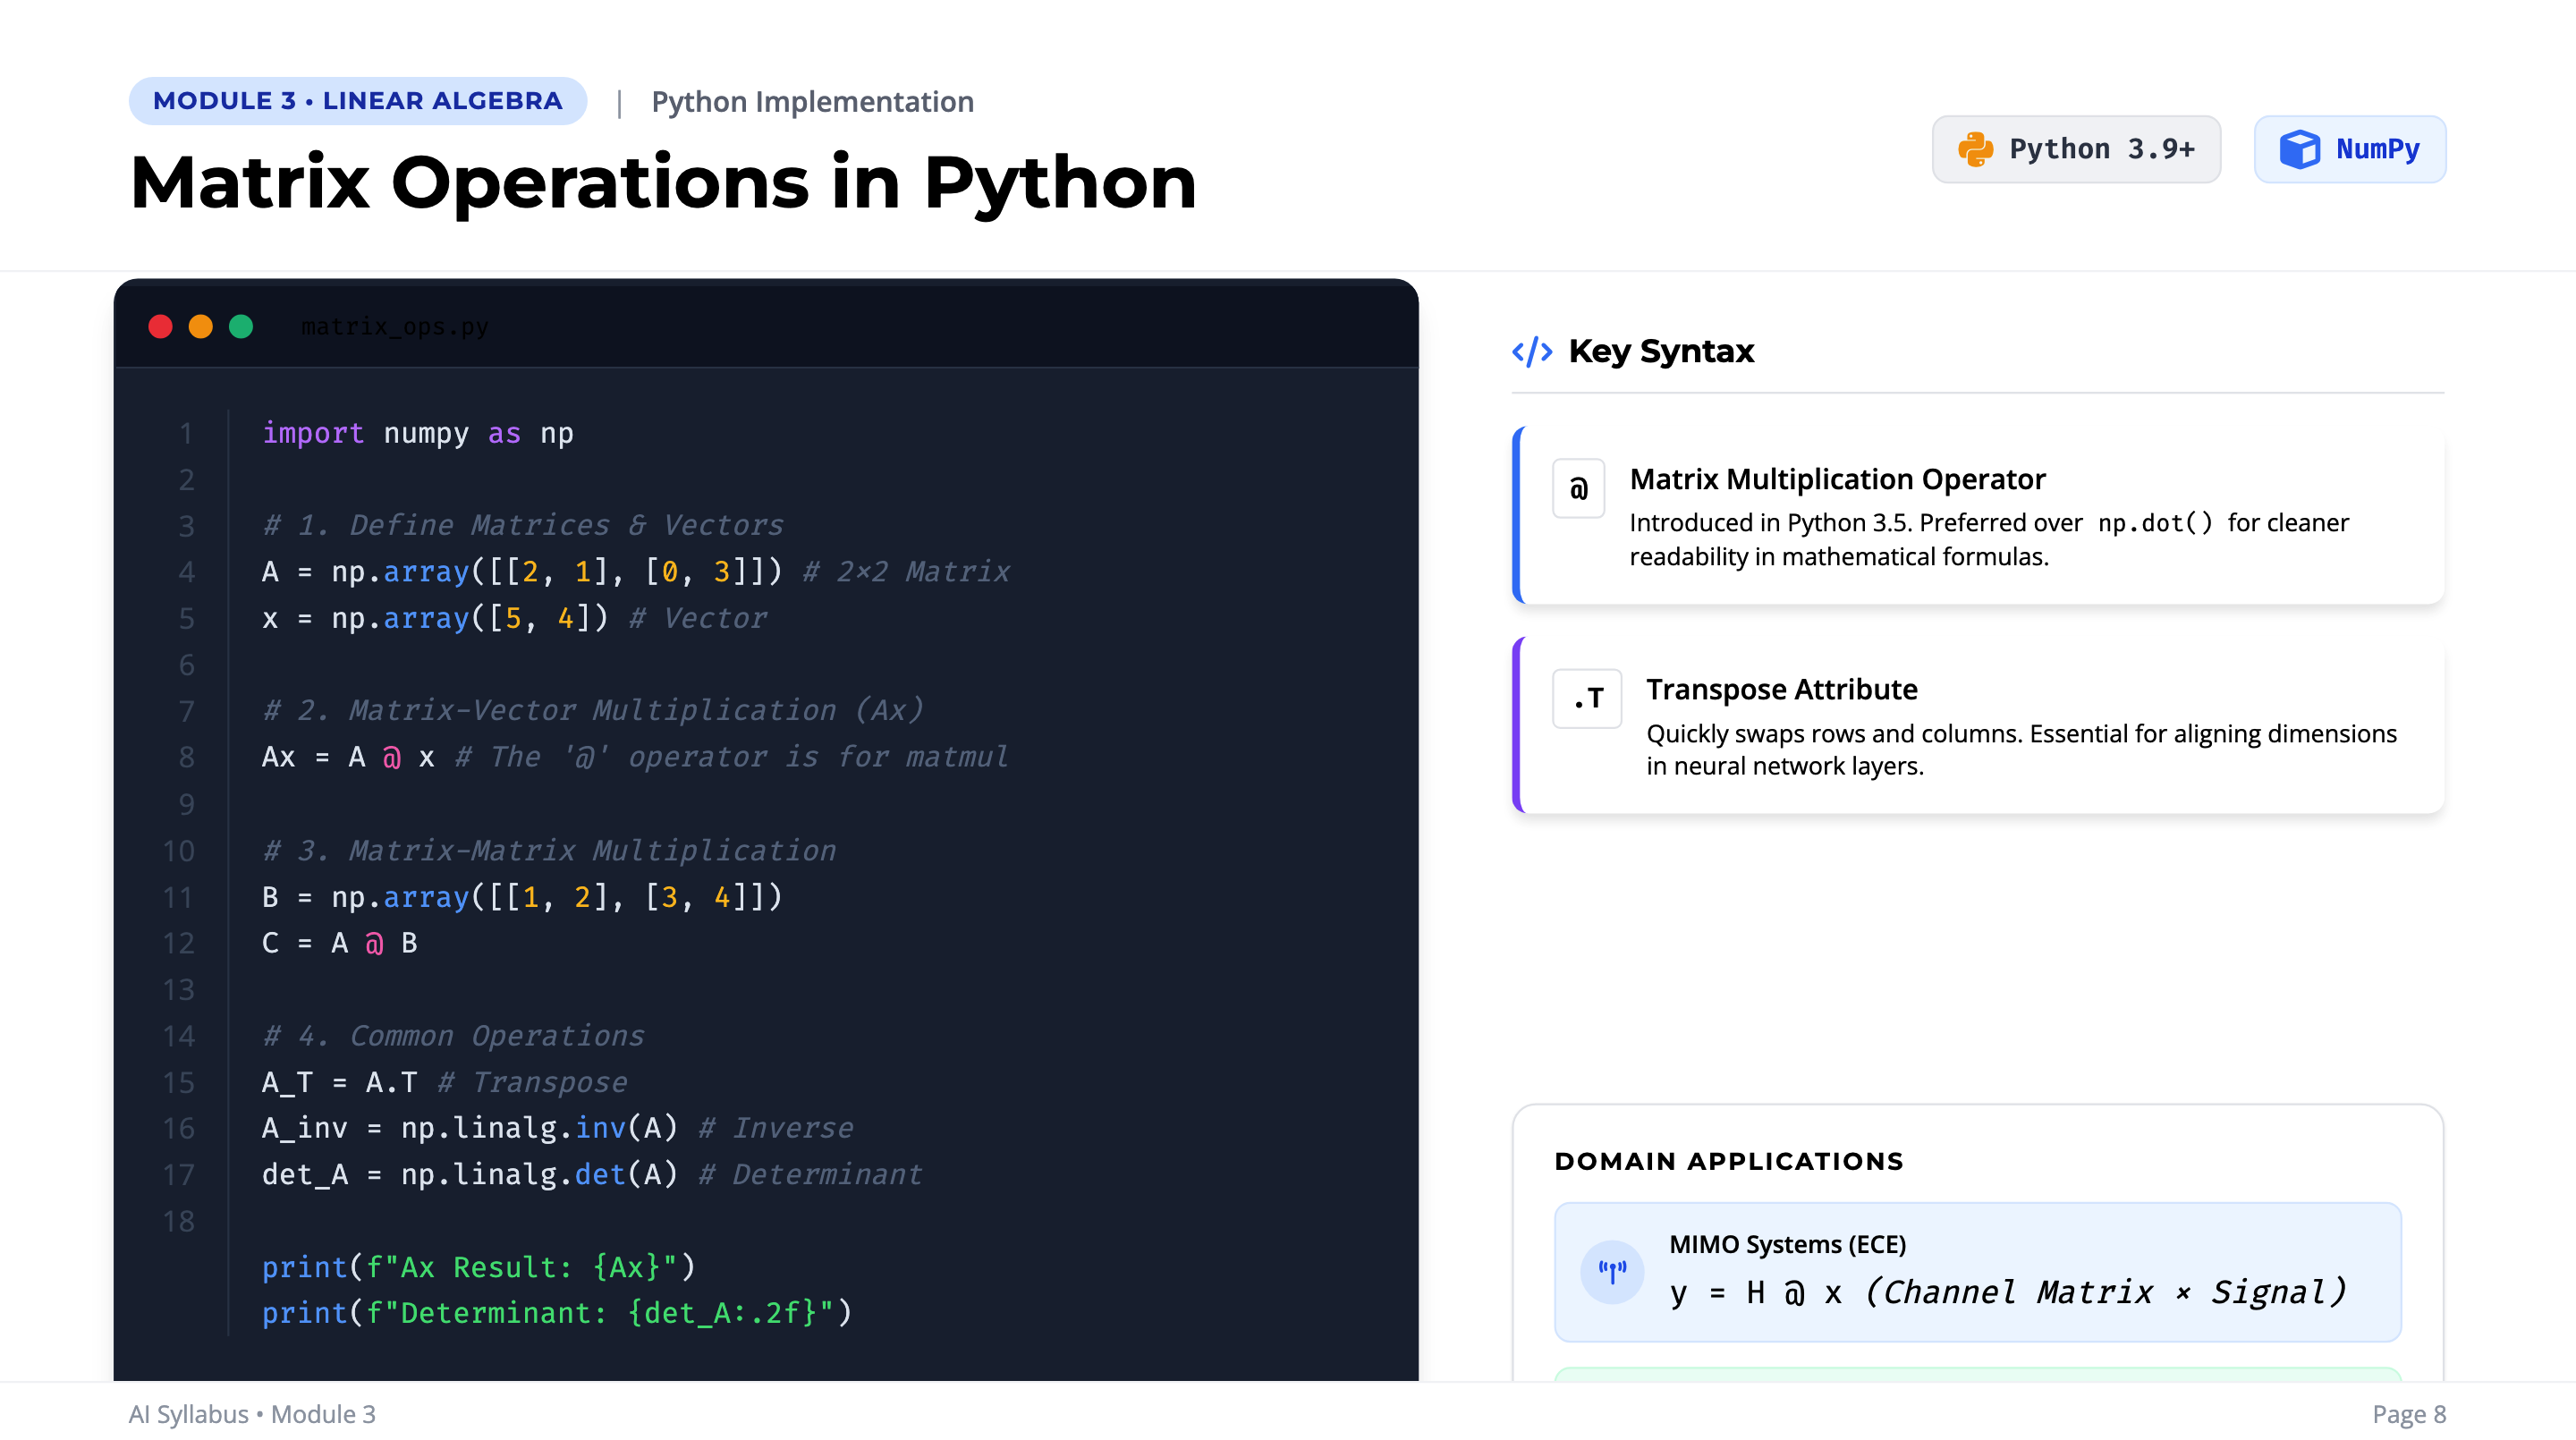 MODULE 3 • LINEAR ALGEBRA | Python Implementation
Matrix Operations in Python
Python 3.9+
NumPy
matrix_ops.py
1 import numpy as np
2
3 # 1. Define Matrices & Vectors
4 A = np.array([[2, 1], [0, 3]]) # 2×2 Matrix
5 x = np.array([5, 4]) # Vector
6
7 # 2. Matrix-Vector Multiplication (Ax)
8 Ax = A @ x # The '@' operator is for matmul
9
10 # 3. Matrix-Matrix Multiplication
11 B = np.array([[1, 2], [3, 4]])
12 C = A @ B
13
14 # 4. Common Operations
15 A_T = A.T # Transpose
16 A_inv = np.linalg.inv(A) # Inverse
17 det_A = np.linalg.det(A) # Determinant
18
print(f"Ax Result: {Ax}")
print(f"Determinant: {det_A:.2f}")
</> Key Syntax
@ Matrix Multiplication Operator
Introduced in Python 3.5. Preferred over np.dot() for cleaner
readability in mathematical formulas.
.T Transpose Attribute
Quickly swaps rows and columns. Essential for aligning dimensions
in neural network layers.
DOMAIN APPLICATIONS
MIMO Systems (ECE)
y = H @ x (Channel Matrix × Signal)
AI Syllabus • Module 3
Page 8